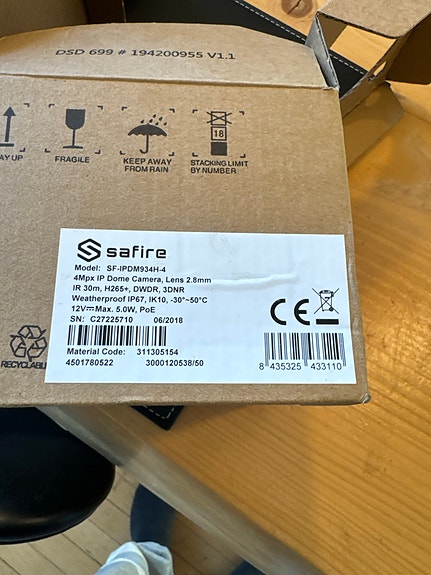 DSD 699 # 194200955 V1.1
AY UP
FRAGILE
KEEP AWAY
FROM RAIN
18
STACKING LIMIT
BY NUMBER
safire
Model: SF-IPDM934H-4
4Mpx IP Dome Camera, Lens 2.8mm
IR 30m, H265+, DWDR, 3DNR
Weatherproof IP67, IK10, -30°~50°C
12V⎓Max. 5.0W, PoE
SN: C27225710 06/2018
Material Code: 311305154
4501780522 3000120538/50
CE
8 435325 433110
RECYCLABL